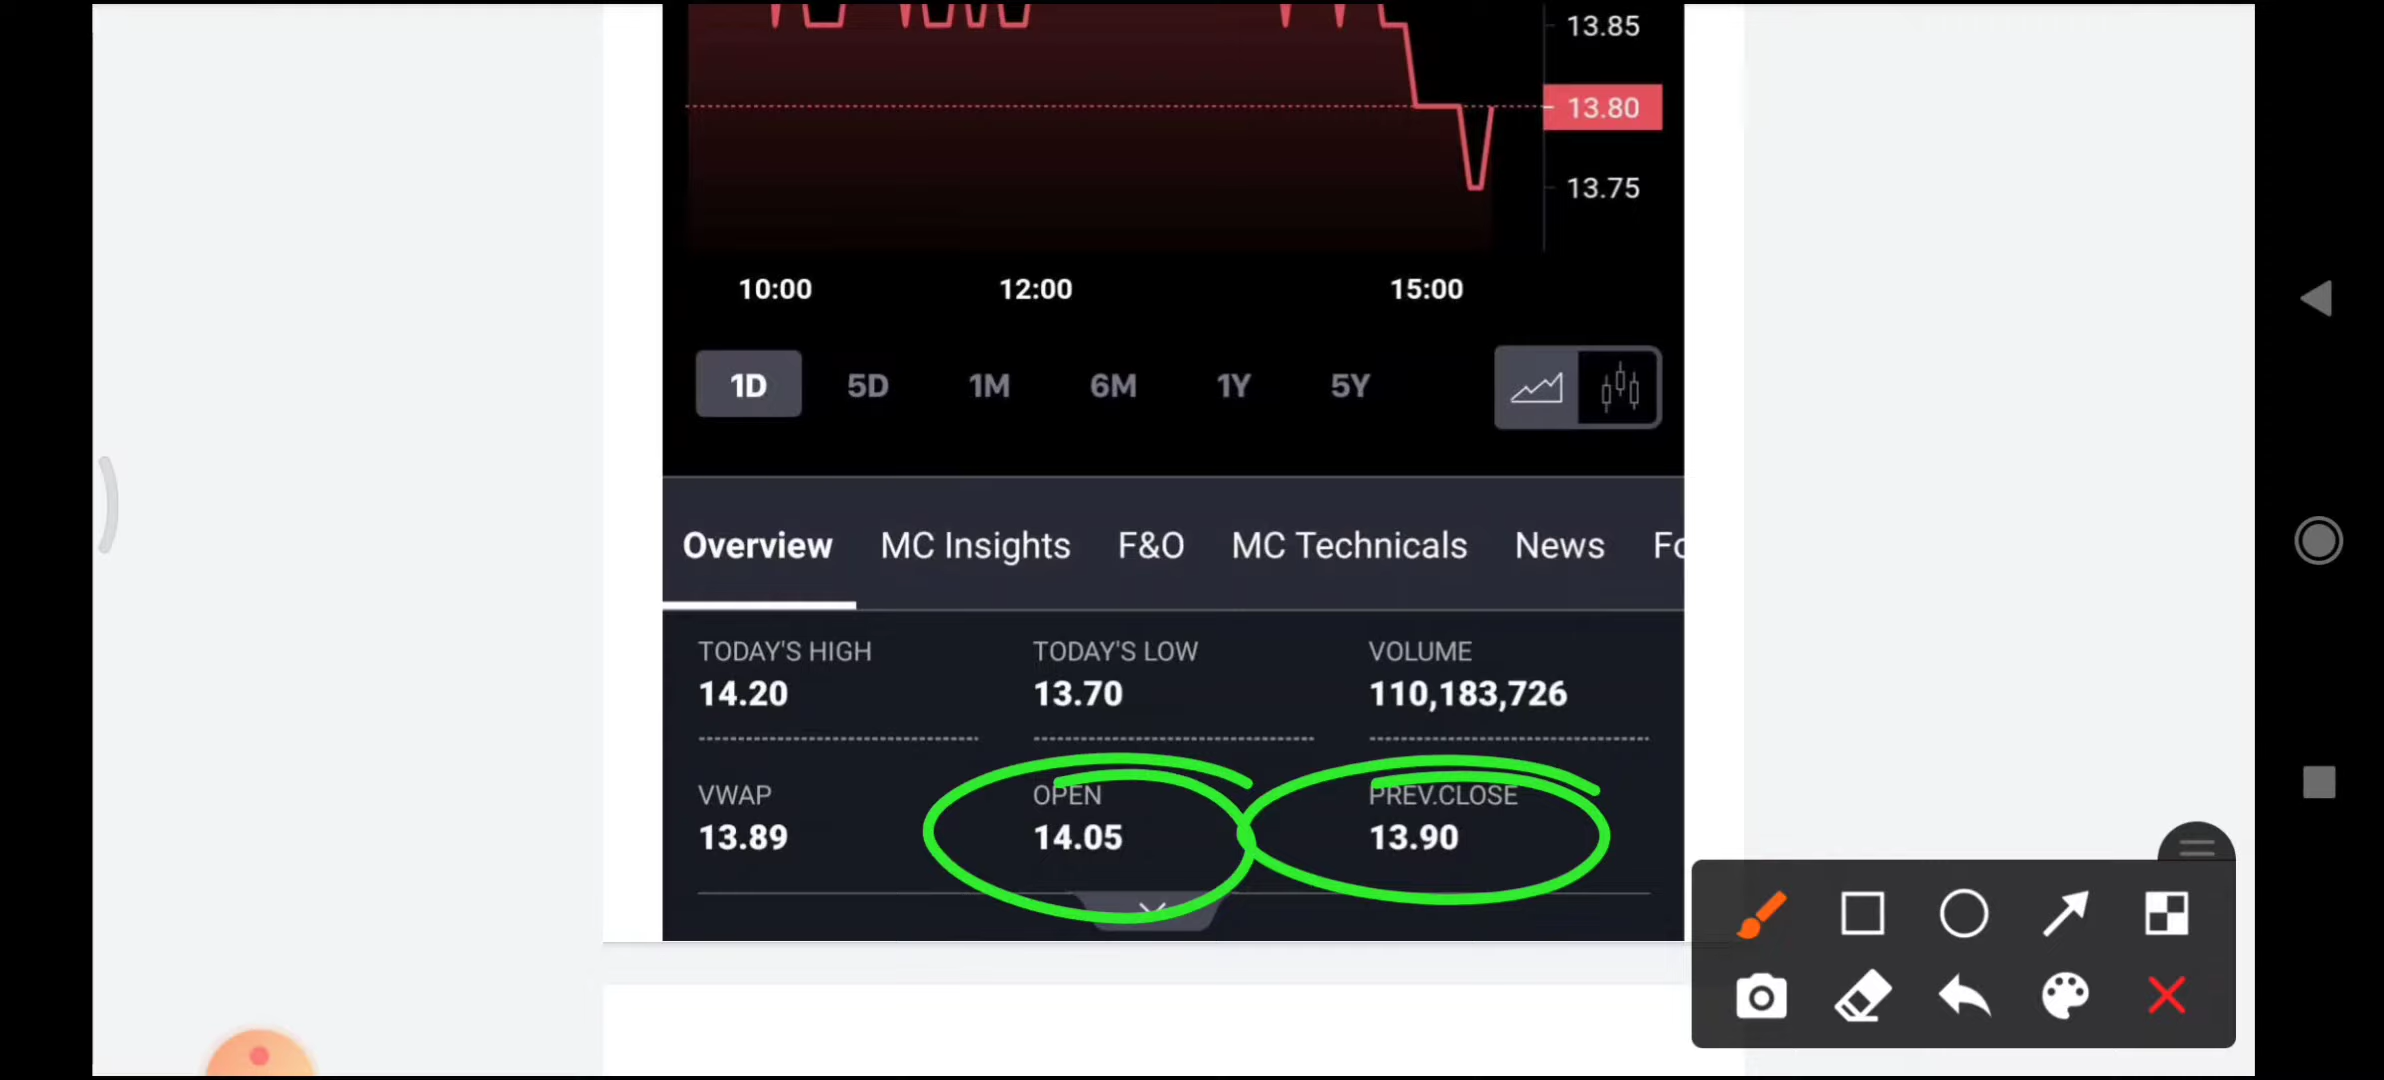 13.85
13.80
13.75
10:00 12:00 15:00
1D 5D 1M 6M 1Y 5Y
Overview MC Insights F&O MC Technicals News Fo
TODAY'S HIGH TODAY'S LOW VOLUME
14.20 13.70 110,183,726
VWAP OPEN PREV.CLOSE
13.89 14.05 13.90